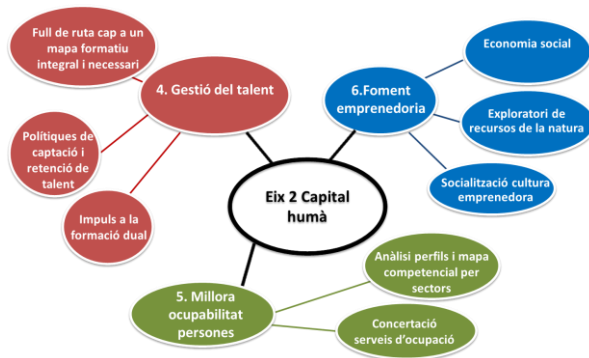 Full de ruta cap a un
mapa formatiu
integral i necessari
4. Gestió del talent
Polítiques de
captació i
retenció de
talent
Impuls a la
formació dual
6.Foment
emprenedoria
Economia social
Exploratori de
recursos de la natura
Socialització cultura
emprenedora
Eix 2 Capital
humà
5. Millora
ocupabilitat
persones
Anàlisi perfils i mapa
competencial per
sectors
Concertació
serveis d'ocupació